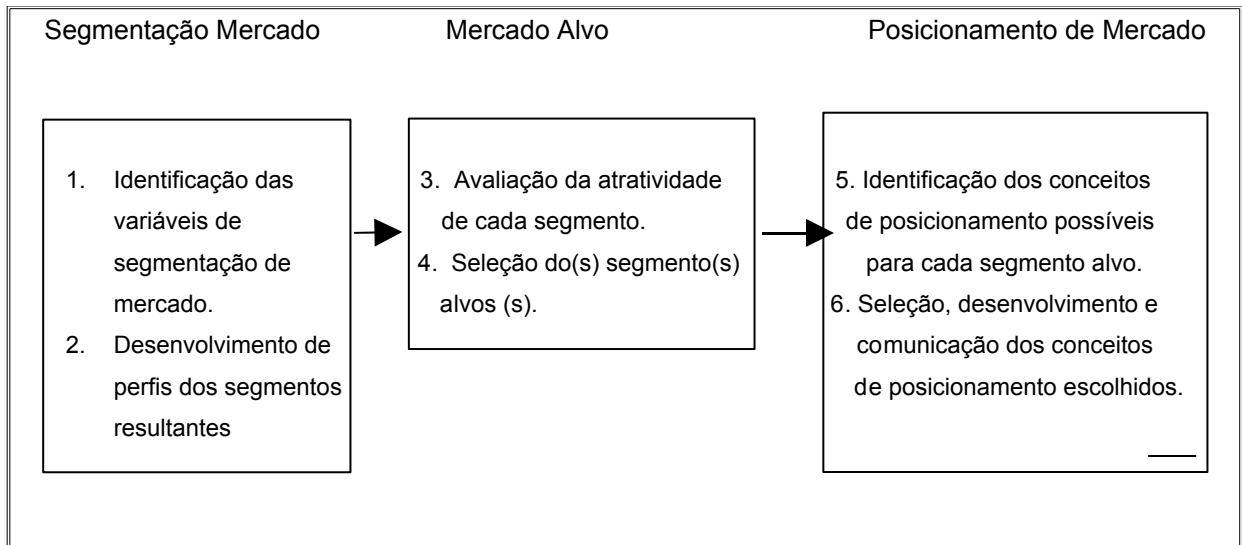 Segmentação Mercado
Mercado Alvo
Posicionamento de Mercado
1. Identificação das
variáveis de
segmentação de
mercado.
2. Desenvolvimento de
perfis dos segmentos
resultantes
3. Avaliação da atratividade
de cada segmento.
4. Seleção do(s) segmento(s)
alvos (s).
5. Identificação dos conceitos
de posicionamento possíveis
para cada segmento alvo.
6. Seleção, desenvolvimento e
comunicação dos conceitos
de posicionamento escolhidos.